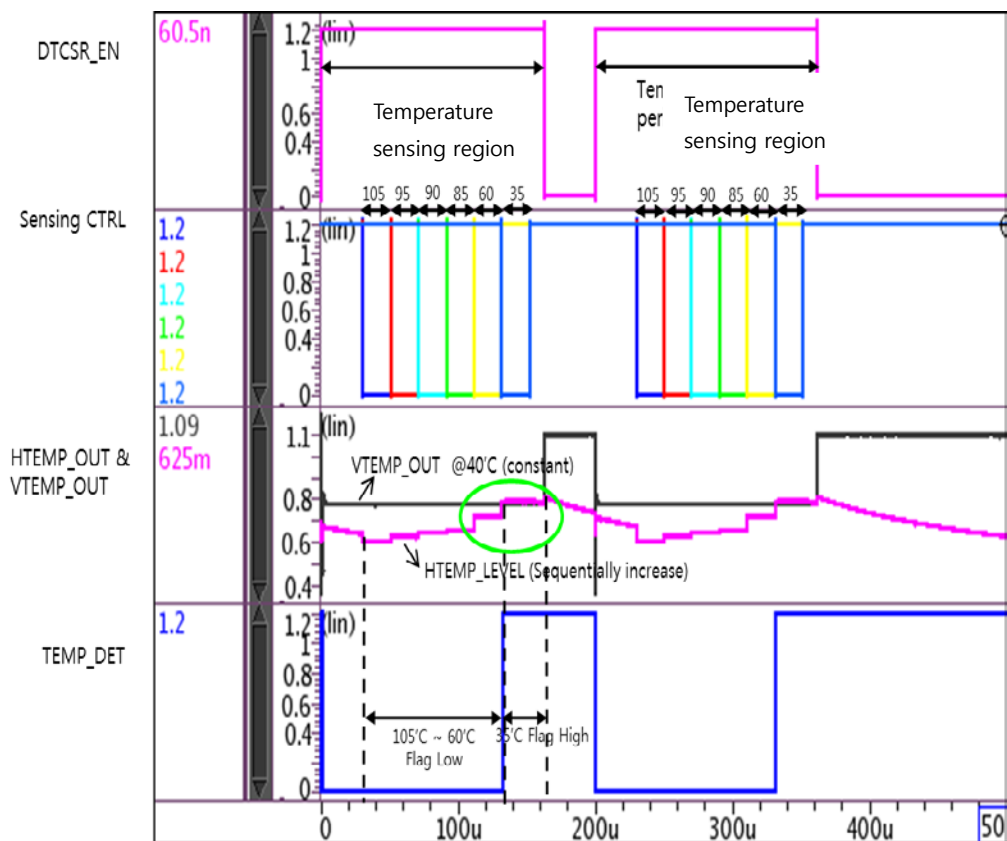 DTCSR_EN
60.5n
1.2 (lin)
1
0.6
0.4
0
Temperature
sensing region
Ten
per
Temperature
sensing region
105 95 90 85 60 35
105 95 90 85 60 35
Sensing CTRL
1.2
1.2
1.2
1.2
1.2
1.2
1.2 (lin)
1
0.8
0.6
0.4
0
HTEMP_OUT &
VTEMP_OUT
1.09
625m
1.1 (lin)
0.8
0.6
0.4
VTEMP_OUT @40'C (constant)
HTEMP_LEVEL (Sequentially increase)
TEMP_DET
1.2
1.2 (lin)
1
0.8
0.6
0.4
0
105'C ~ 60'C
Flag Low
35'C Flag High
0 100u 200u 300u 400u 50